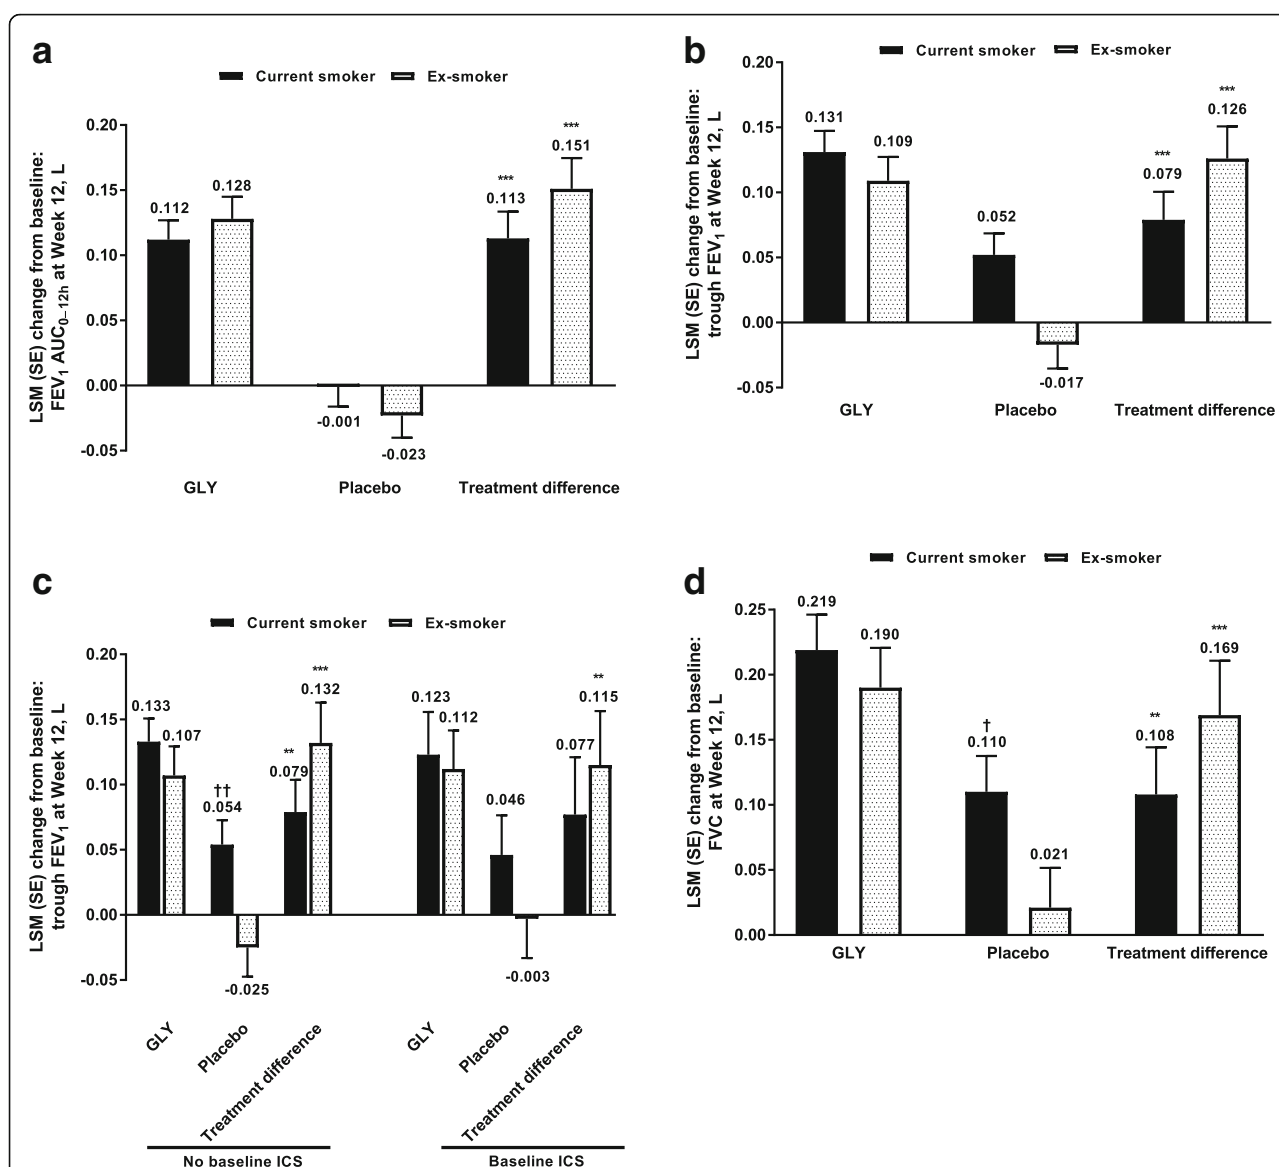 a
Current smoker Ex-smoker
LSM (SE) change from baseline:
FEV1 AUC0–12h at Week 12, L
0.20
0.15
0.10
0.05
0.00
-0.05
0.112
0.128
-0.001
-0.023
***
0.113
***
0.151
GLY Placebo Treatment difference
b
Current smoker Ex-smoker
LSM (SE) change from baseline:
trough FEV1 at Week 12, L
0.20
0.15
0.10
0.05
0.00
-0.05
0.131
0.109
0.052
-0.017
***
0.079
***
0.126
GLY Placebo Treatment difference
c
Current smoker Ex-smoker
LSM (SE) change from baseline:
trough FEV1 at Week 12, L
0.20
0.15
0.10
0.05
0.00
-0.05
0.133
0.107
††
0.054
-0.025
**
0.079
***
0.132
0.123
0.112
0.046
-0.003
0.077
**
0.115
GLY Placebo Treatment difference
GLY Placebo Treatment difference
No baseline ICS Baseline ICS
d
Current smoker Ex-smoker
LSM (SE) change from baseline:
FVC at Week 12, L
0.25
0.20
0.15
0.10
0.05
0.00
0.219
0.190
†
0.110
0.021
**
0.108
***
0.169
GLY Placebo Treatment difference